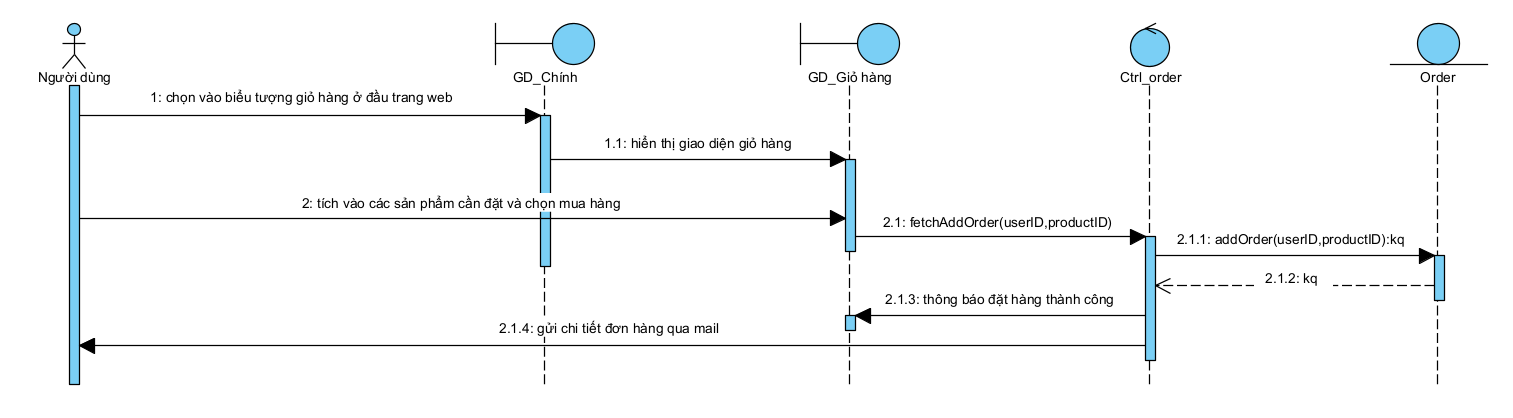 Người dùng
GD_Chính
GD_Giỏ hàng
Ctrl_order
Order
1: chọn vào biểu tượng giỏ hàng ở đầu trang web
1.1: hiển thị giao diện giỏ hàng
2: tích vào các sản phẩm cần đặt và chọn mua hàng
2.1: fetchAddOrder(userID,productID)
2.1.1: addOrder(userID,productID):kq
2.1.2: kq
2.1.3: thông báo đặt hàng thành công
2.1.4: gửi chi tiết đơn hàng qua mail